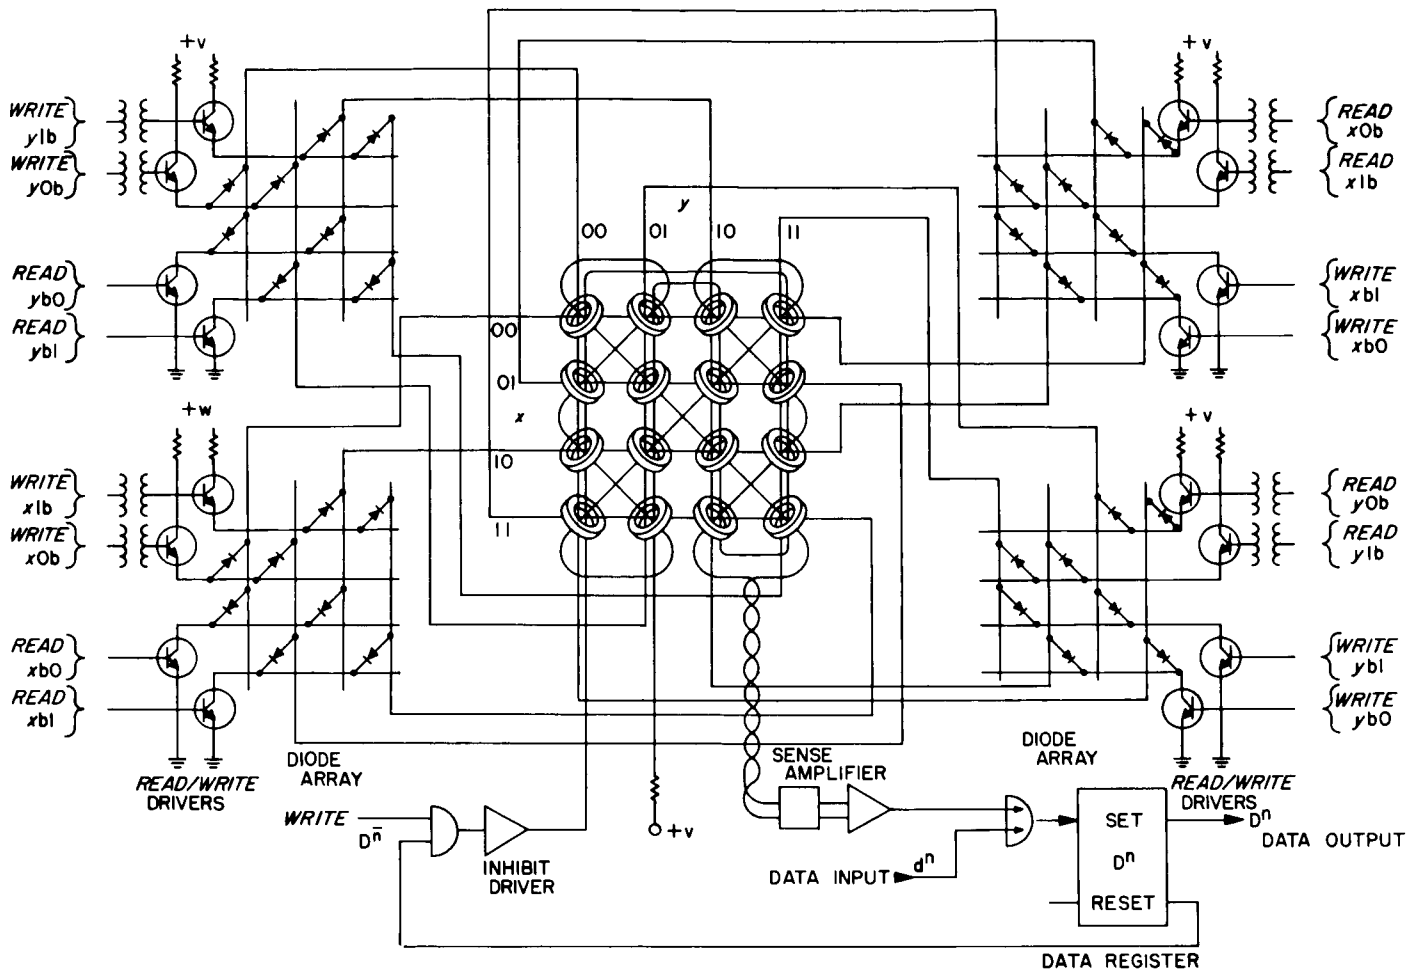 +v
WRITE
y1b
WRITE
y0b
READ
yb0
READ
yb1
+v
READ
x0b
READ
x1b
WRITE
xb1
WRITE
xb0
y
00 01 10 11
00
01
x
10
11
+w
WRITE
x1b
WRITE
x0b
READ
xb0
READ
xb1
+v
READ
y0b
READ
y1b
WRITE
yb1
WRITE
yb0
READ/WRITE
DRIVERS
DIODE
ARRAY
SENSE
AMPLIFIER
DIODE
ARRAY
READ/WRITE
DRIVERS
WRITE
D^n̄
INHIBIT
DRIVER
+v
DATA INPUT
d^n
SET
D^n
RESET
D^n
DATA OUTPUT
DATA REGISTER